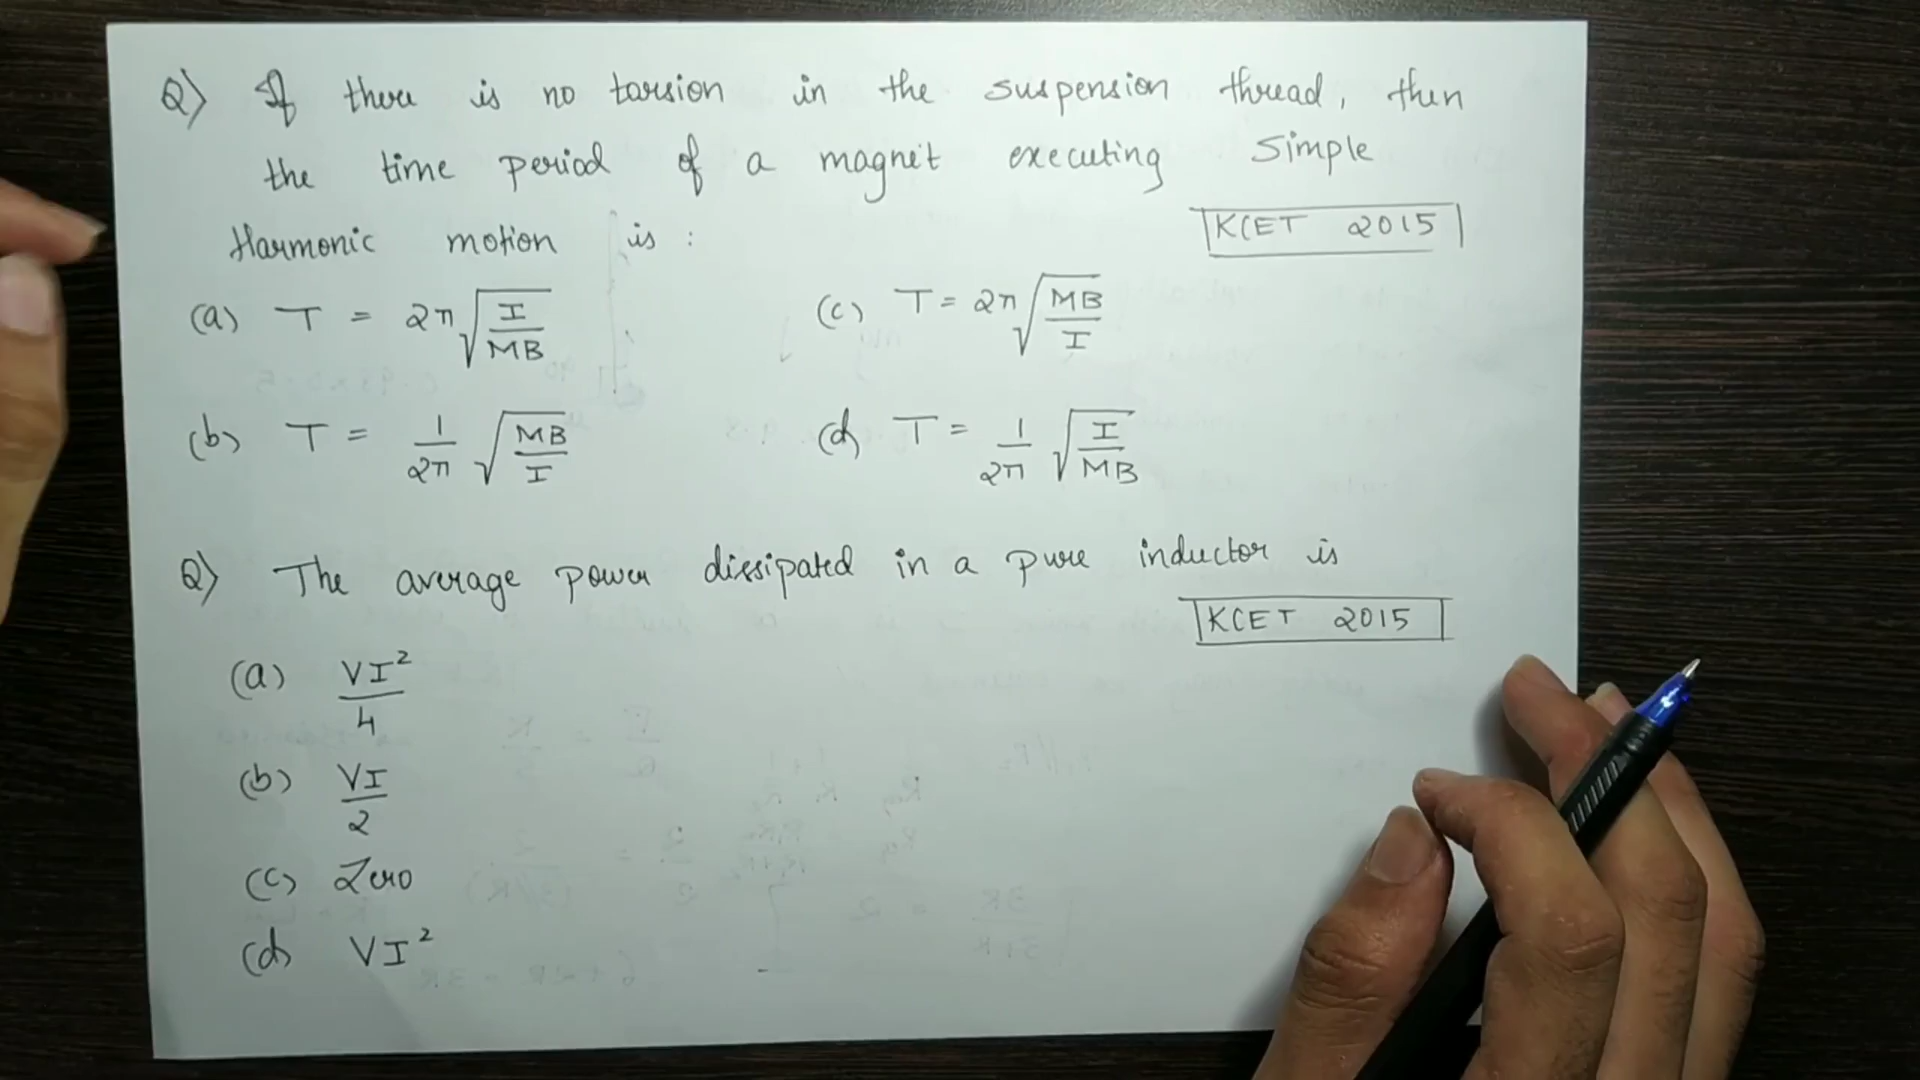 Q) If there is no torsion in the suspension thread, then
the time period of a magnet executing Simple
Harmonic motion is :
KCET 2015
(a) T = 2π√(I/MB)
(c) T = 2π√(MB/I)
(b) T = 1/2π √(MB/I)
(d) T = 1/2π √(I/MB)
Q) The average power dissipated in a pure inductor is
KCET 2015
(a) VI²/4
(b) VI/2
(c) Zero
(d) VI²